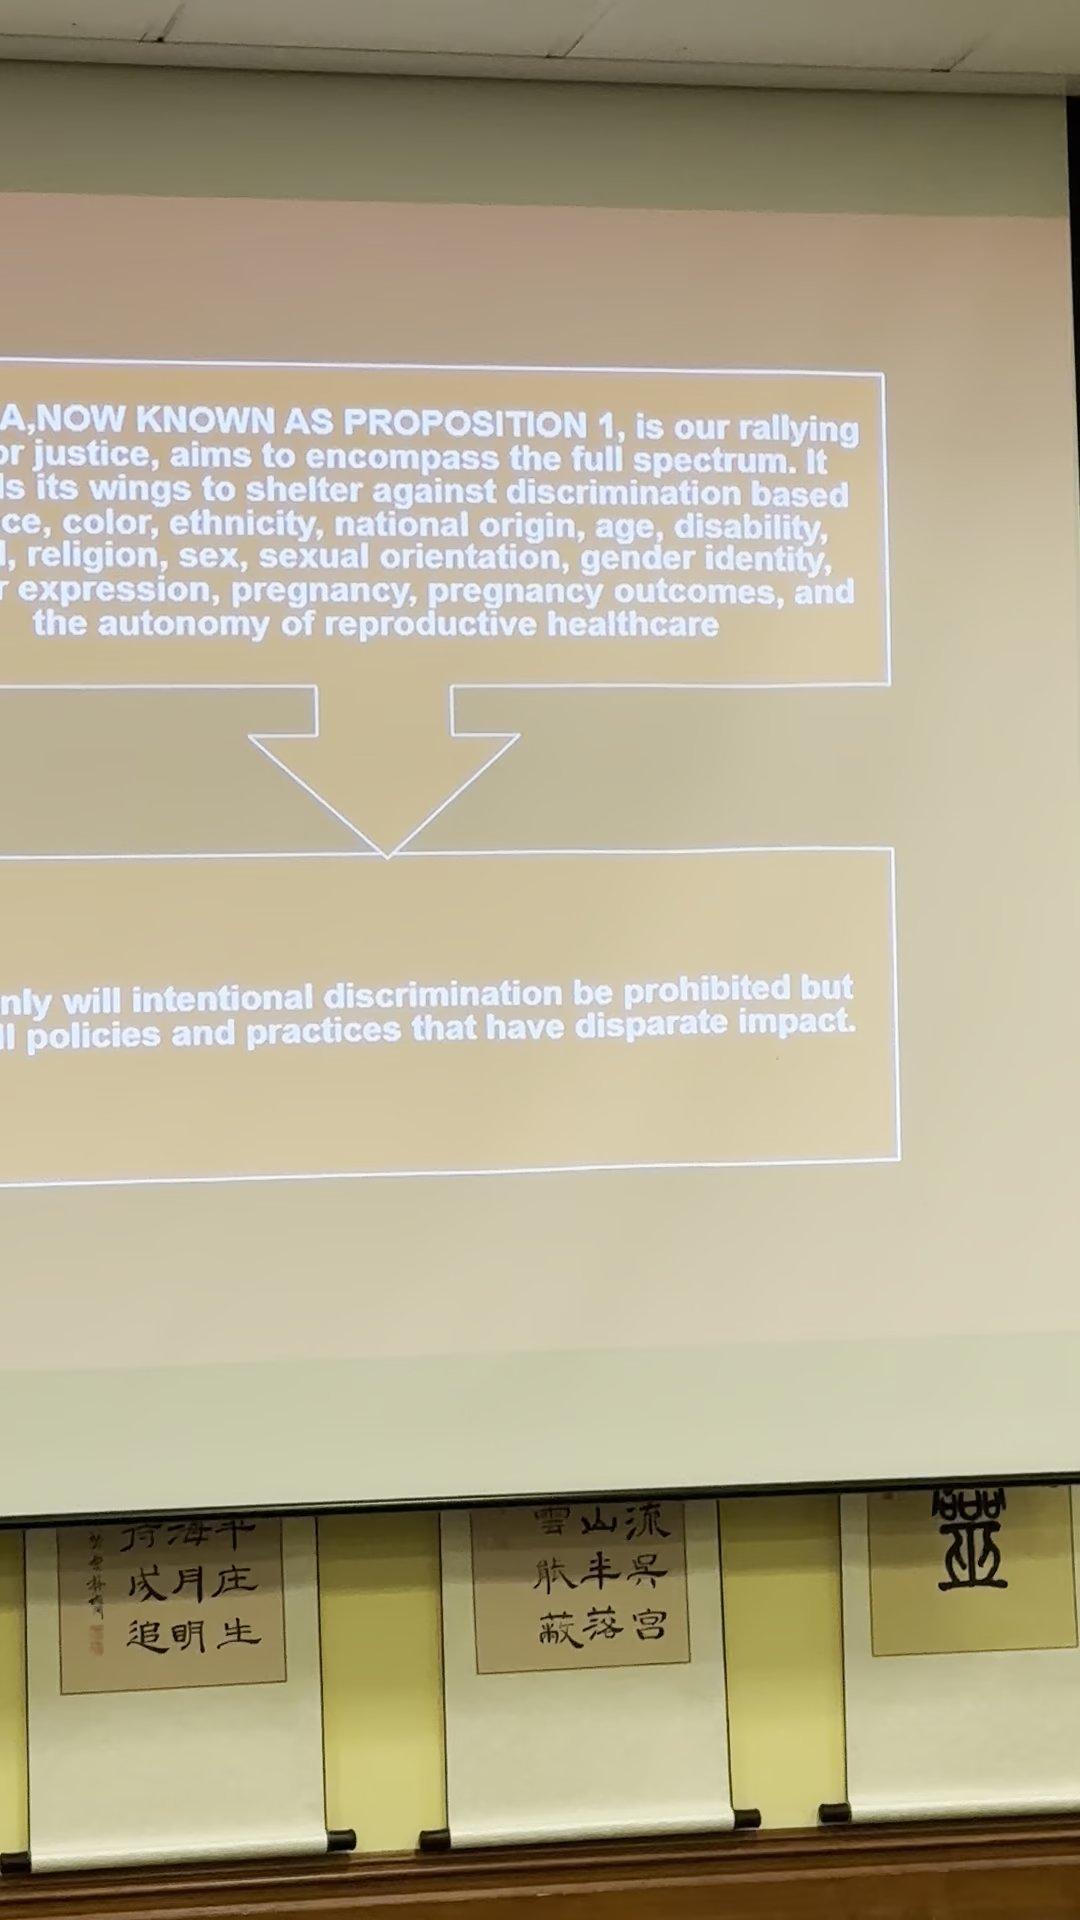 A,NOW KNOWN AS PROPOSITION 1, is our rallying
or justice, aims to encompass the full spectrum. It
ls its wings to shelter against discrimination based
ce, color, ethnicity, national origin, age, disability,
l, religion, sex, sexual orientation, gender identity,
r expression, pregnancy, pregnancy outcomes, and
the autonomy of reproductive healthcare
nly will intentional discrimination be prohibited but
ll policies and practices that have disparate impact.
平庄生
海月明
成追
流呉宮
山半落
雲能蔽